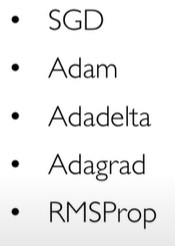 • SGD
• Adam
• Adadelta
• Adagrad
• RMSProp